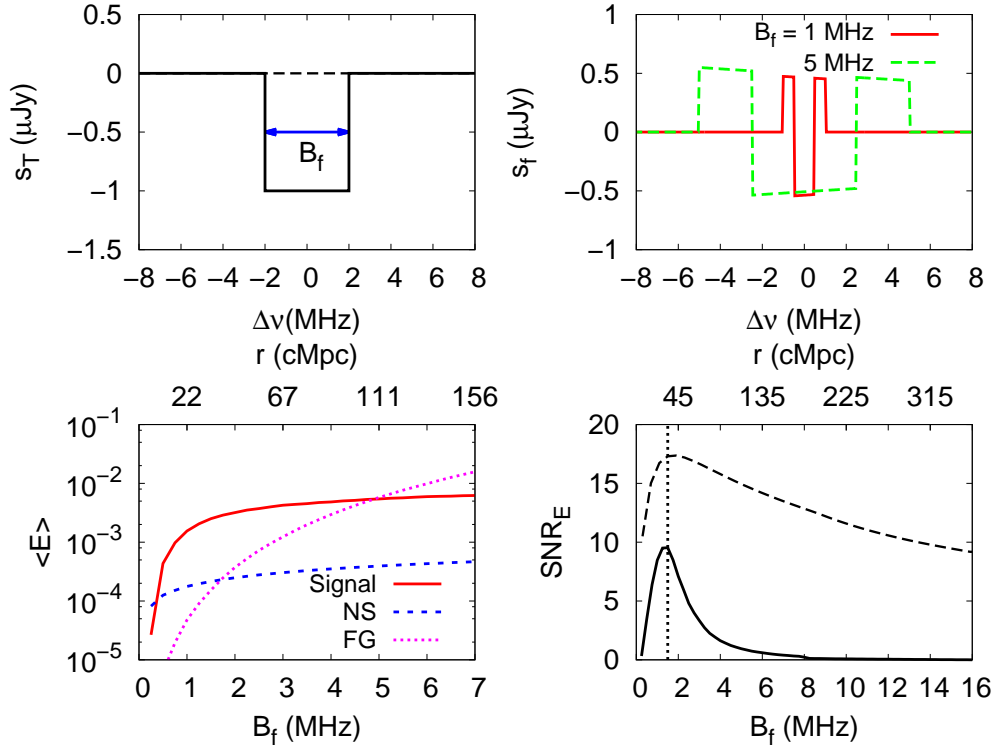 0.5
0
−0.5
−1
−1.5
s_T (μJy)
B_f
−8 −6 −4 −2 0 2 4 6 8
Δν(MHz)
1
0.5
0
−0.5
−1
s_f (μJy)
B_f = 1 MHz
5 MHz
−8 −6 −4 −2 0 2 4 6 8
Δν (MHz)
r (cMpc)
22 67 111 156
10^−1
10^−2
10^−3
10^−4
10^−5
<E>
Signal
NS
FG
0 1 2 3 4 5 6 7
B_f (MHz)
r (cMpc)
45 135 225 315
20
15
10
5
0
SNR_E
0 2 4 6 8 10 12 14 16
B_f (MHz)